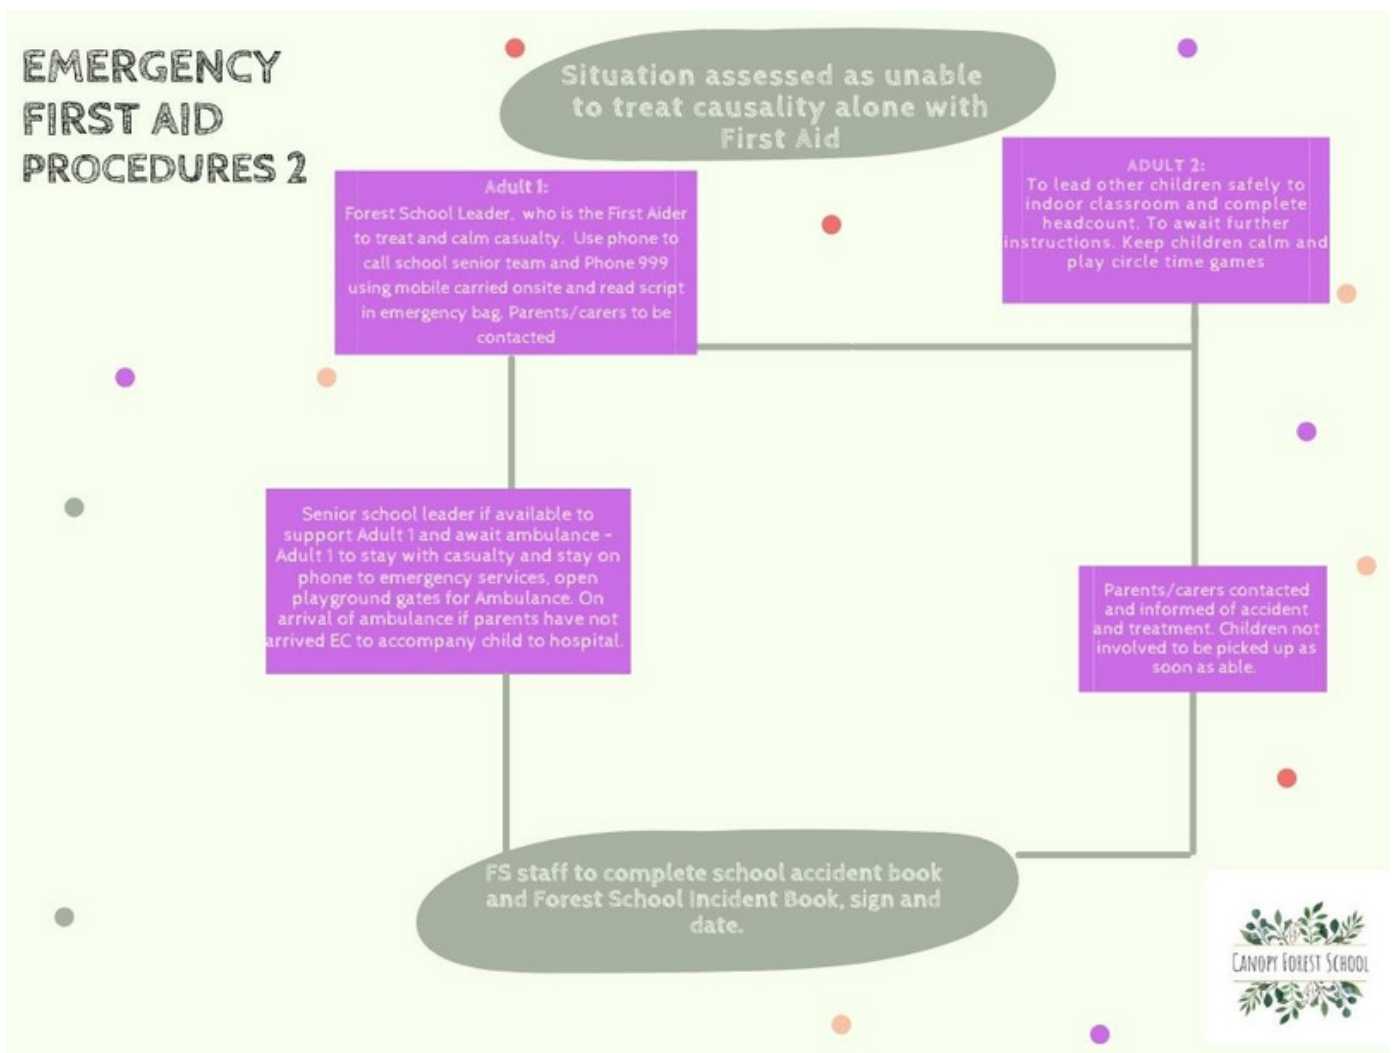 EMERGENCY
FIRST AID
PROCEDURES 2
Situation assessed as unable
to treat causality alone with
First Aid
Adult 1:
Forest School Leader, who is the First Aider
to treat and calm casualty. Use phone to
call school senior team and Phone 999
using mobile carried onsite and read script
in emergency bag. Parents/carers to be
contacted
ADULT 2:
To lead other children safely to
indoor classroom and complete
headcount. To await further
instructions. Keep children calm and
play circle time games
Senior school leader if available to
support Adult 1 and await ambulance -
Adult 1 to stay with casualty and stay on
phone to emergency services, open
playground gates for Ambulance. On
arrival of ambulance if parents have not
arrived EC to accompany child to hospital.
Parents/carers contacted
and informed of accident
and treatment. Children not
involved to be picked up as
soon as able.
FS staff to complete school accident book
and Forest School Incident Book, sign and
date.
CANOPY FOREST SCHOOL